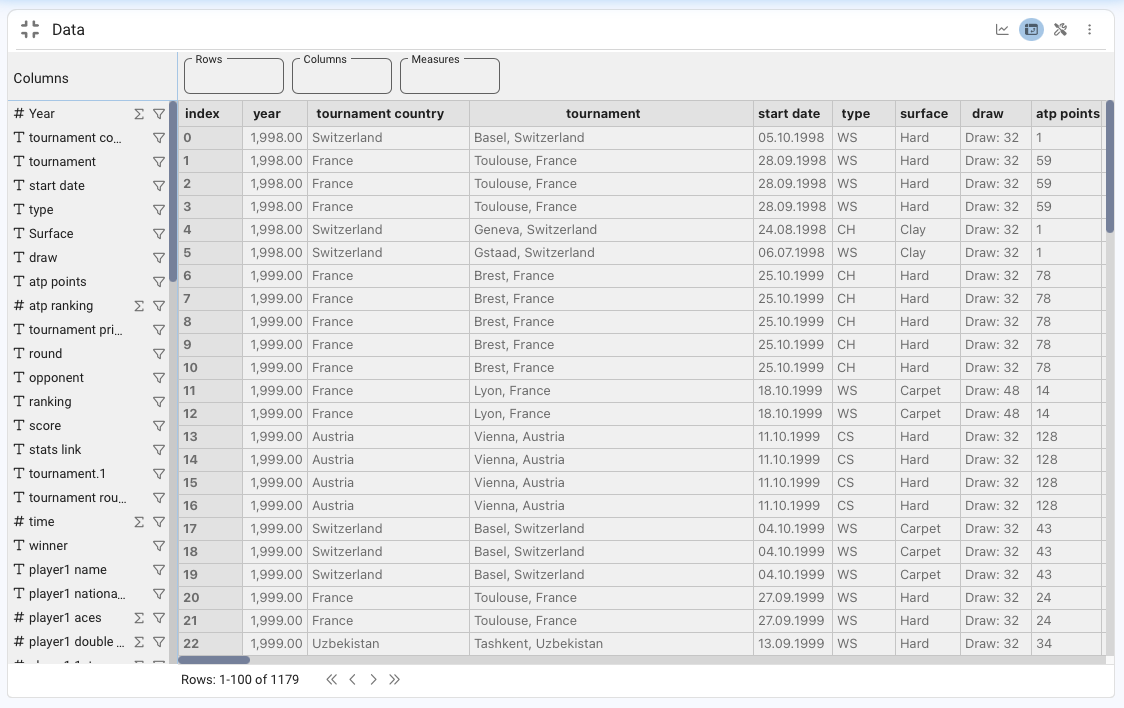 Data
Rows
Columns
Measures
Columns
# Year Σ
T tournament co...
T tournament
T start date
T type
T Surface
T draw
T atp points
# atp ranking Σ
T tournament pri...
T round
T opponent
T ranking
T score
T stats link
T tournament.1
T tournament rou...
# time Σ
T winner
T player1 name
T player1 nationa...
# player1 aces Σ
# player1 double ... Σ
index year tournament country tournament start date type surface draw atp points
0 1,998.00 Switzerland Basel, Switzerland 05.10.1998 WS Hard Draw: 32 1
1 1,998.00 France Toulouse, France 28.09.1998 WS Hard Draw: 32 59
2 1,998.00 France Toulouse, France 28.09.1998 WS Hard Draw: 32 59
3 1,998.00 France Toulouse, France 28.09.1998 WS Hard Draw: 32 59
4 1,998.00 Switzerland Geneva, Switzerland 24.08.1998 CH Clay Draw: 32 1
5 1,998.00 Switzerland Gstaad, Switzerland 06.07.1998 WS Clay Draw: 32 1
6 1,999.00 France Brest, France 25.10.1999 CH Hard Draw: 32 78
7 1,999.00 France Brest, France 25.10.1999 CH Hard Draw: 32 78
8 1,999.00 France Brest, France 25.10.1999 CH Hard Draw: 32 78
9 1,999.00 France Brest, France 25.10.1999 CH Hard Draw: 32 78
10 1,999.00 France Brest, France 25.10.1999 CH Hard Draw: 32 78
11 1,999.00 France Lyon, France 18.10.1999 WS Carpet Draw: 48 14
12 1,999.00 France Lyon, France 18.10.1999 WS Carpet Draw: 48 14
13 1,999.00 Austria Vienna, Austria 11.10.1999 CS Hard Draw: 32 128
14 1,999.00 Austria Vienna, Austria 11.10.1999 CS Hard Draw: 32 128
15 1,999.00 Austria Vienna, Austria 11.10.1999 CS Hard Draw: 32 128
16 1,999.00 Austria Vienna, Austria 11.10.1999 CS Hard Draw: 32 128
17 1,999.00 Switzerland Basel, Switzerland 04.10.1999 WS Carpet Draw: 32 43
18 1,999.00 Switzerland Basel, Switzerland 04.10.1999 WS Carpet Draw: 32 43
19 1,999.00 Switzerland Basel, Switzerland 04.10.1999 WS Carpet Draw: 32 43
20 1,999.00 France Toulouse, France 27.09.1999 WS Hard Draw: 32 24
21 1,999.00 France Toulouse, France 27.09.1999 WS Hard Draw: 32 24
22 1,999.00 Uzbekistan Tashkent, Uzbekistan 13.09.1999 WS Hard Draw: 32 34
Rows: 1-100 of 1179